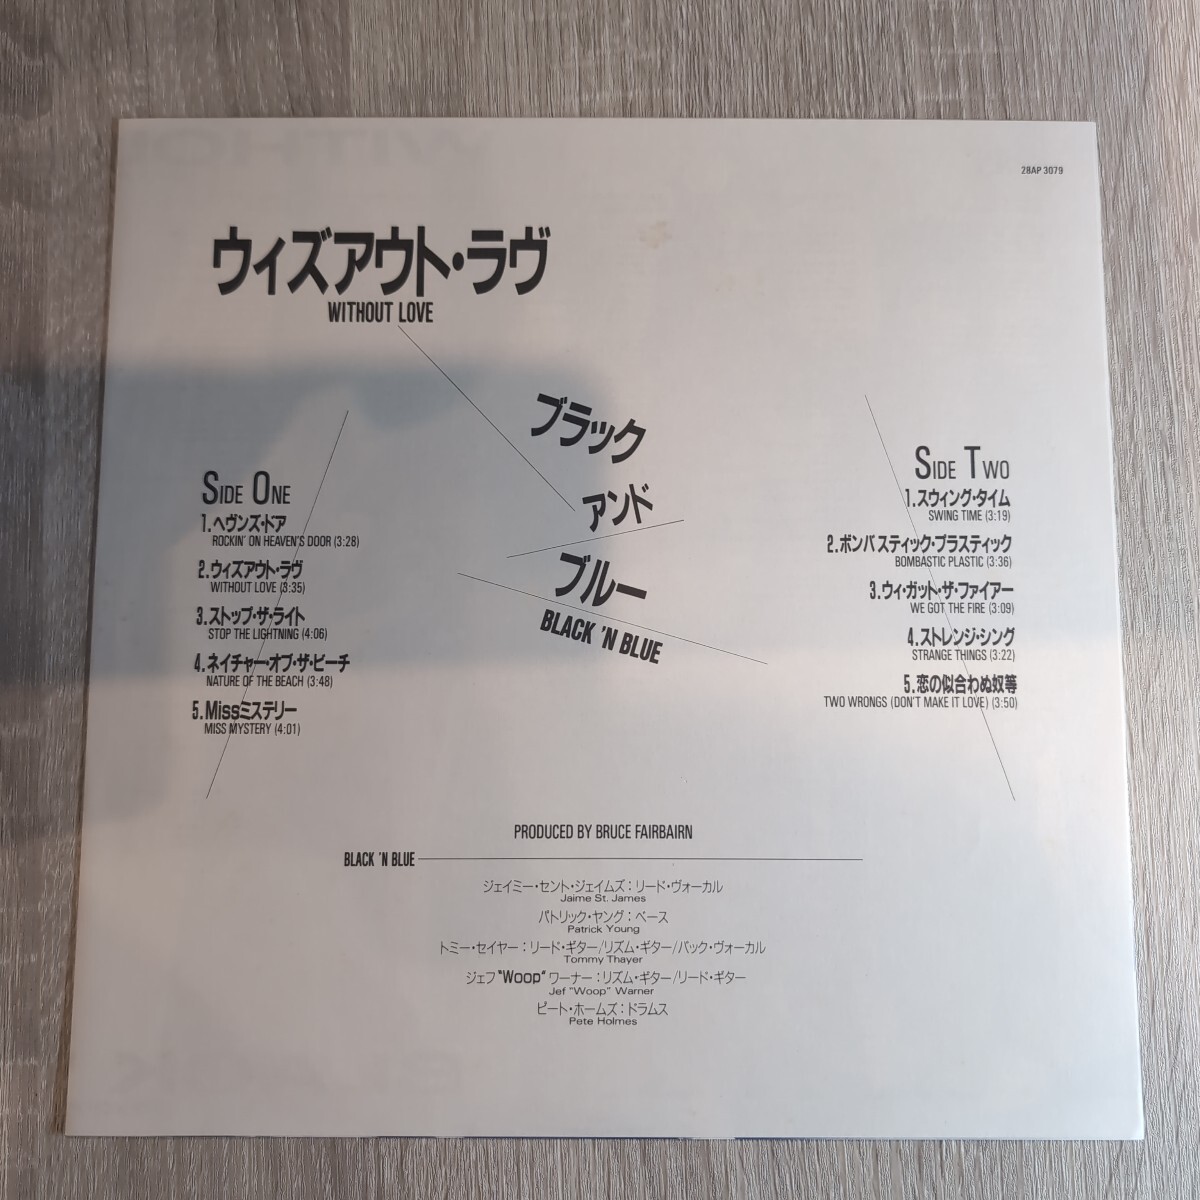 28AP 3079
ウィズアウト・ラヴ
WITHOUT LOVE
ブラック
アンド
ブルー
BLACK 'N BLUE
SIDE ONE
1.ヘヴンズ・ドア
ROCKIN' ON HEAVEN'S DOOR (3:28)
2.ウィズアウト・ラヴ
WITHOUT LOVE (3:35)
3.ストップ・ザ・ライト
STOP THE LIGHTNING (4:06)
4.ネイチャー・オブ・ザ・ビーチ
NATURE OF THE BEACH (3:48)
5.Missミステリー
MISS MYSTERY (4:01)
SIDE TWO
1.スウィング・タイム
SWING TIME (3:19)
2.ボンバスティック・プラスティック
BOMBASTIC PLASTIC (3:36)
3.ウィ・ガット・ザ・ファイアー
WE GOT THE FIRE (3:09)
4.ストレンジ・シング
STRANGE THINGS (3:22)
5.恋の似合わぬ奴等
TWO WRONGS (DON'T MAKE IT LOVE) (3:50)
PRODUCED BY BRUCE FAIRBAIRN
BLACK 'N BLUE
ジェイミー・セント・ジェイムズ：リード・ヴォーカル
Jaime St. James
パトリック・ヤング：ベース
Patrick Young
トミー・セイヤー：リード・ギター/リズム・ギター/バック・ヴォーカル
Tommy Thayer
ジェフ"Woop"ワーナー：リズム・ギター/リード・ギター
Jef "Woop" Warner
ピート・ホームズ：ドラムス
Pete Holmes